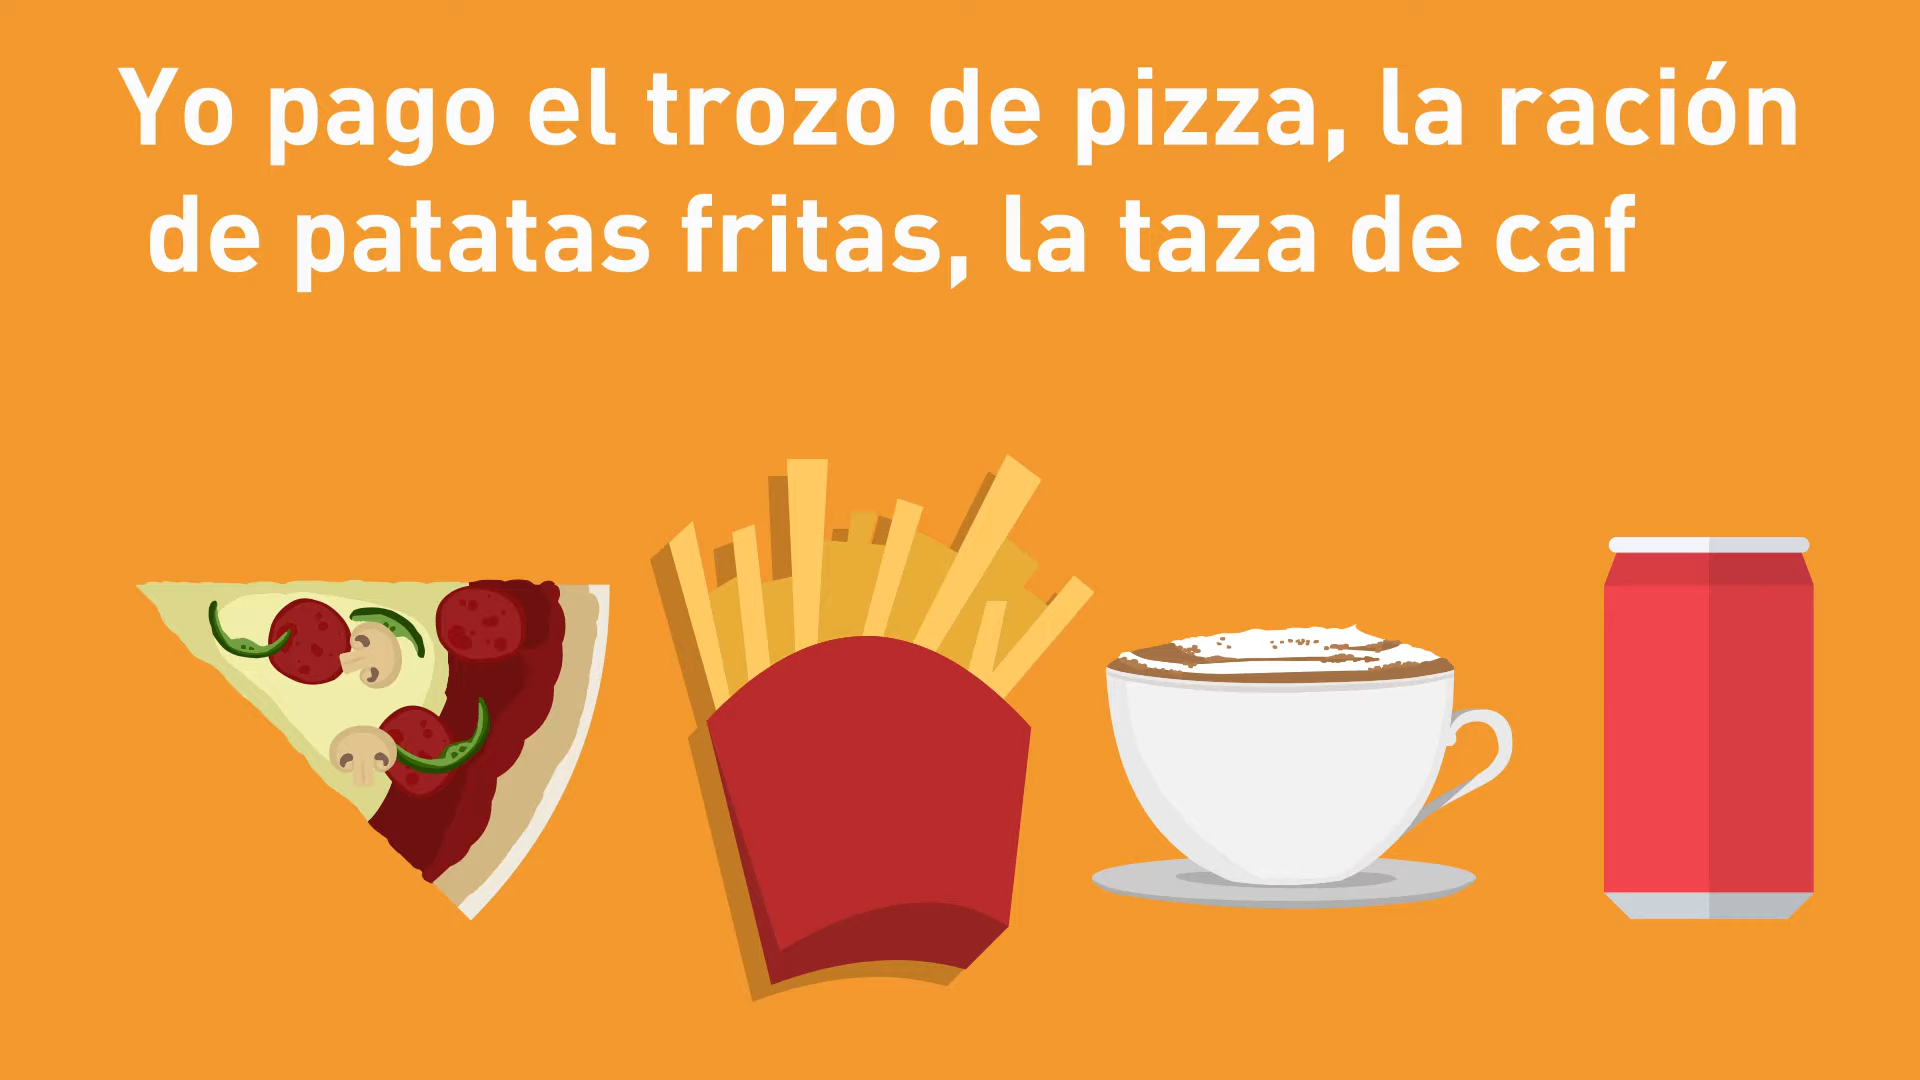 Yo pago el trozo de pizza, la ración
de patatas fritas, la taza de caf